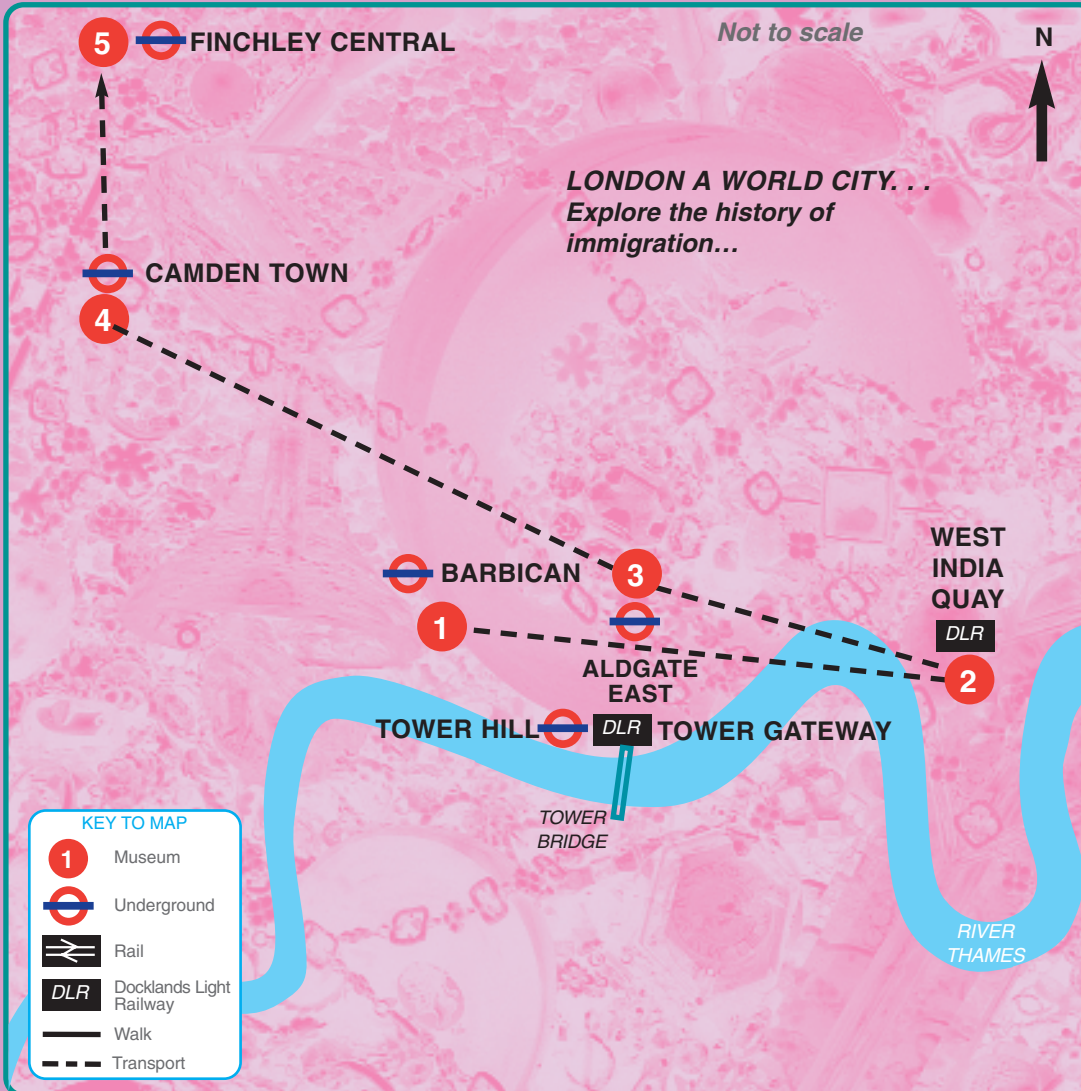 5
FINCHLEY CENTRAL
Not to scale
N
LONDON A WORLD CITY. . .
Explore the history of
immigration...
CAMDEN TOWN
4
BARBICAN
3
1
WEST
INDIA
QUAY
DLR
2
ALDGATE
EAST
TOWER HILL
DLR
TOWER GATEWAY
TOWER
BRIDGE
RIVER
THAMES
KEY TO MAP
1
Museum
Underground
Rail
DLR
Docklands Light
Railway
Walk
Transport